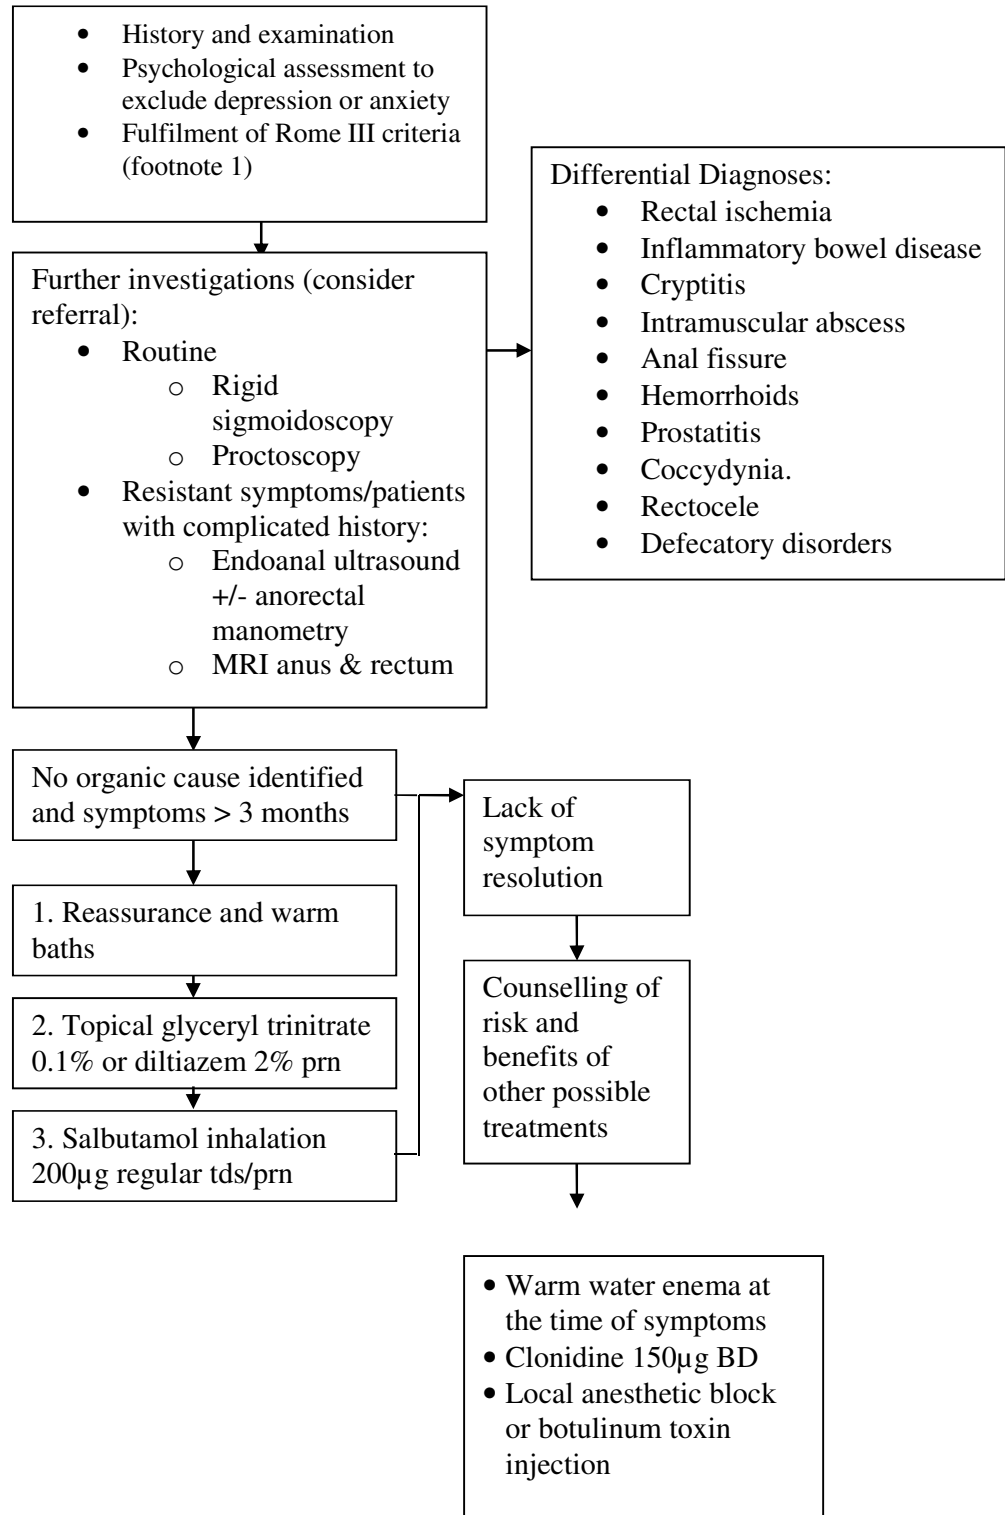 • History and examination
• Psychological assessment to
exclude depression or anxiety
• Fulfilment of Rome III criteria
(footnote 1)
Differential Diagnoses:
• Rectal ischemia
• Inflammatory bowel disease
• Cryptitis
• Intramuscular abscess
• Anal fissure
• Hemorrhoids
• Prostatitis
• Coccydynia.
• Rectocele
• Defecatory disorders
Further investigations (consider
referral):
• Routine
o Rigid
sigmoidoscopy
o Proctoscopy
• Resistant symptoms/patients
with complicated history:
o Endoanal ultrasound
+/- anorectal
manometry
o MRI anus & rectum
No organic cause identified
and symptoms > 3 months
1. Reassurance and warm
baths
2. Topical glyceryl trinitrate
0.1% or diltiazem 2% prn
3. Salbutamol inhalation
200µg regular tds/prn
Lack of
symptom
resolution
Counselling of
risk and
benefits of
other possible
treatments
• Warm water enema at
the time of symptoms
• Clonidine 150µg BD
• Local anesthetic block
or botulinum toxin
injection